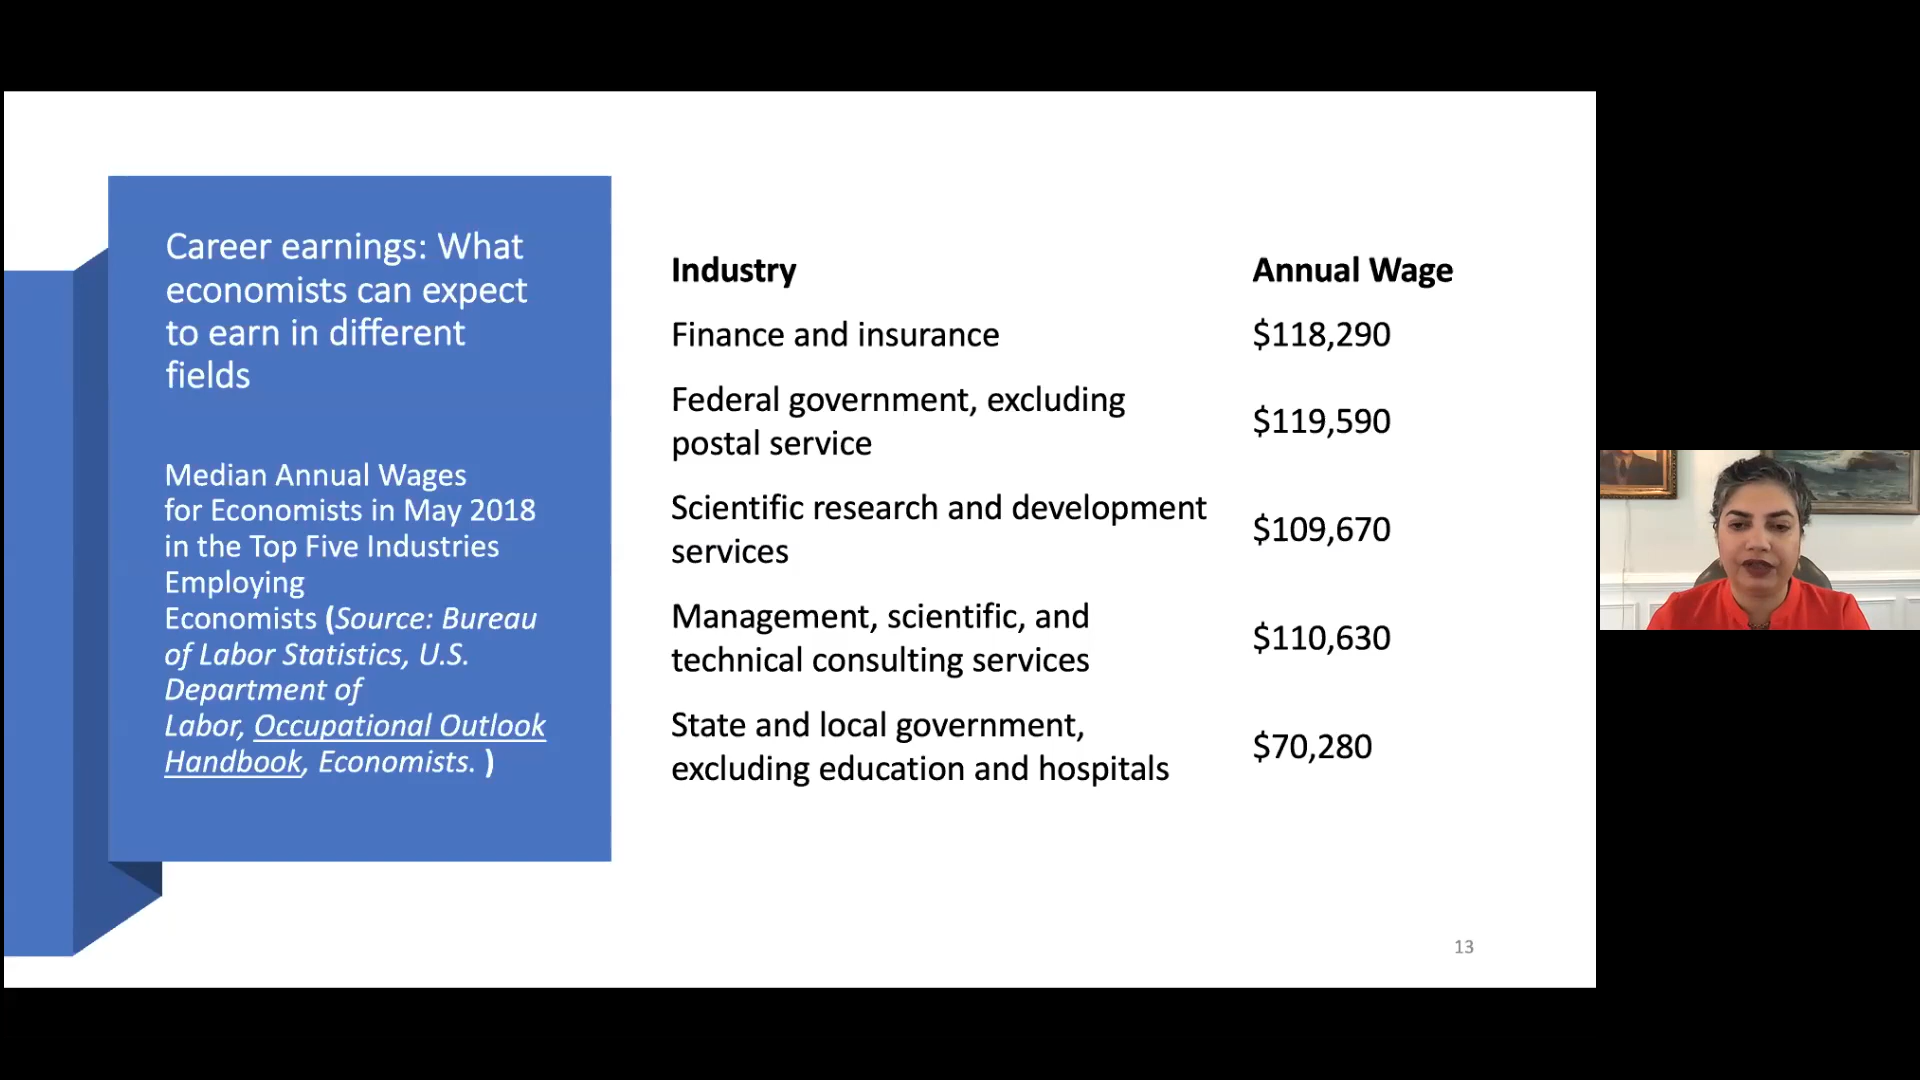 Career earnings: What
economists can expect
to earn in different
fields
Median Annual Wages
for Economists in May 2018
in the Top Five Industries
Employing
Economists (Source: Bureau
of Labor Statistics, U.S.
Department of
Labor, Occupational Outlook
Handbook, Economists. )
Industry Annual Wage
Finance and insurance $118,290
Federal government, excluding
postal service $119,590
Scientific research and development
services $109,670
Management, scientific, and
technical consulting services $110,630
State and local government,
excluding education and hospitals $70,280
13